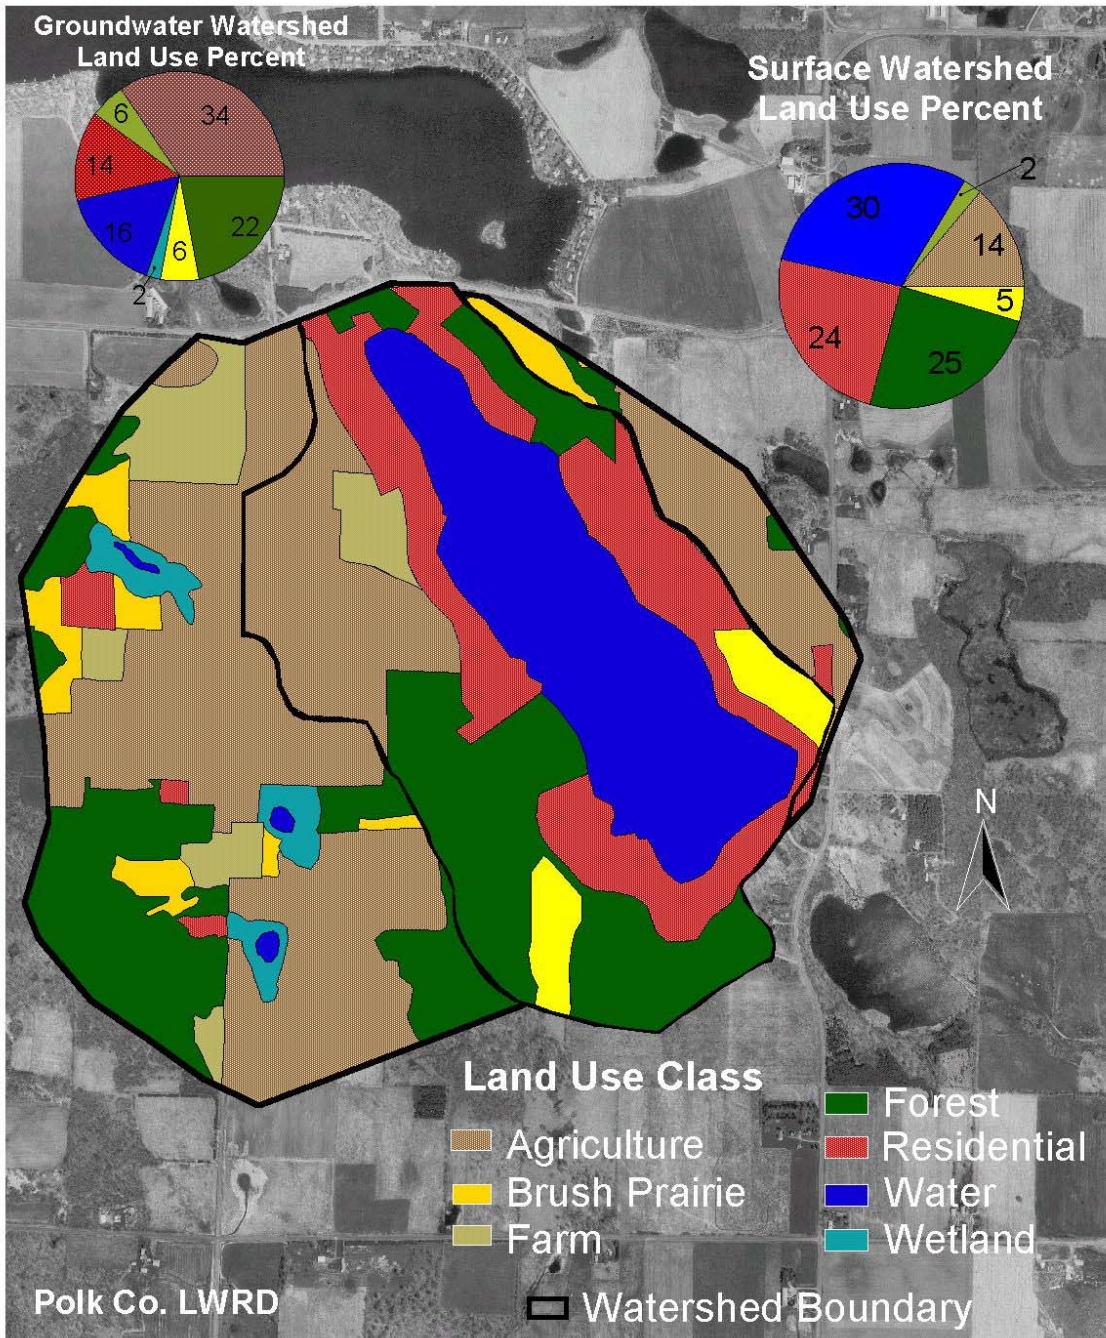 Groundwater Watershed
Land Use Percent
6
34
14
16
2
6
22
Surface Watershed
Land Use Percent
2
30
14
5
24
25
N
Land Use Class
Agriculture
Brush Prairie
Farm
Forest
Residential
Water
Wetland
Watershed Boundary
Polk Co. LWRD